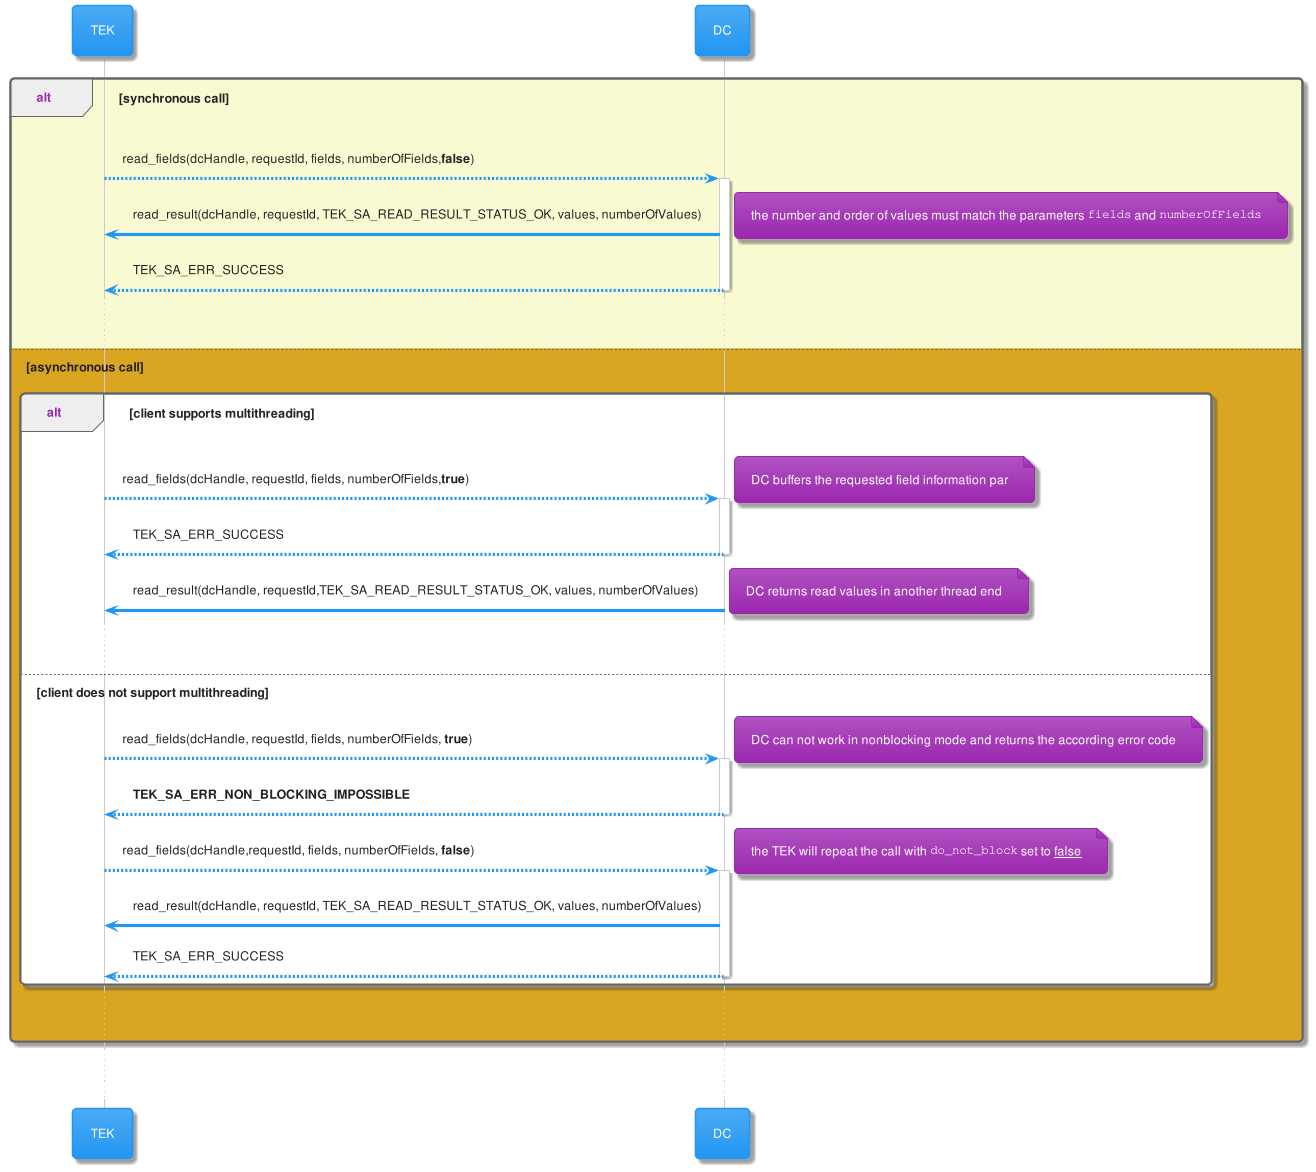 TEK
DC
alt
[synchronous call]
read_fields(dcHandle, requestId, fields, numberOfFields,false)
read_result(dcHandle, requestId, TEK_SA_READ_RESULT_STATUS_OK, values, numberOfValues)
the number and order of values must match the parameters fields and numberOfFields
TEK_SA_ERR_SUCCESS
[asynchronous call]
alt
[client supports multithreading]
read_fields(dcHandle, requestId, fields, numberOfFields,true)
DC buffers the requested field information par
TEK_SA_ERR_SUCCESS
read_result(dcHandle, requestId,TEK_SA_READ_RESULT_STATUS_OK, values, numberOfValues)
DC returns read values in another thread end
[client does not support multithreading]
read_fields(dcHandle, requestId, fields, numberOfFields, true)
DC can not work in nonblocking mode and returns the according error code
TEK_SA_ERR_NON_BLOCKING_IMPOSSIBLE
read_fields(dcHandle,requestId, fields, numberOfFields, false)
the TEK will repeat the call with do_not_block set to false
read_result(dcHandle, requestId, TEK_SA_READ_RESULT_STATUS_OK, values, numberOfValues)
TEK_SA_ERR_SUCCESS
TEK
DC